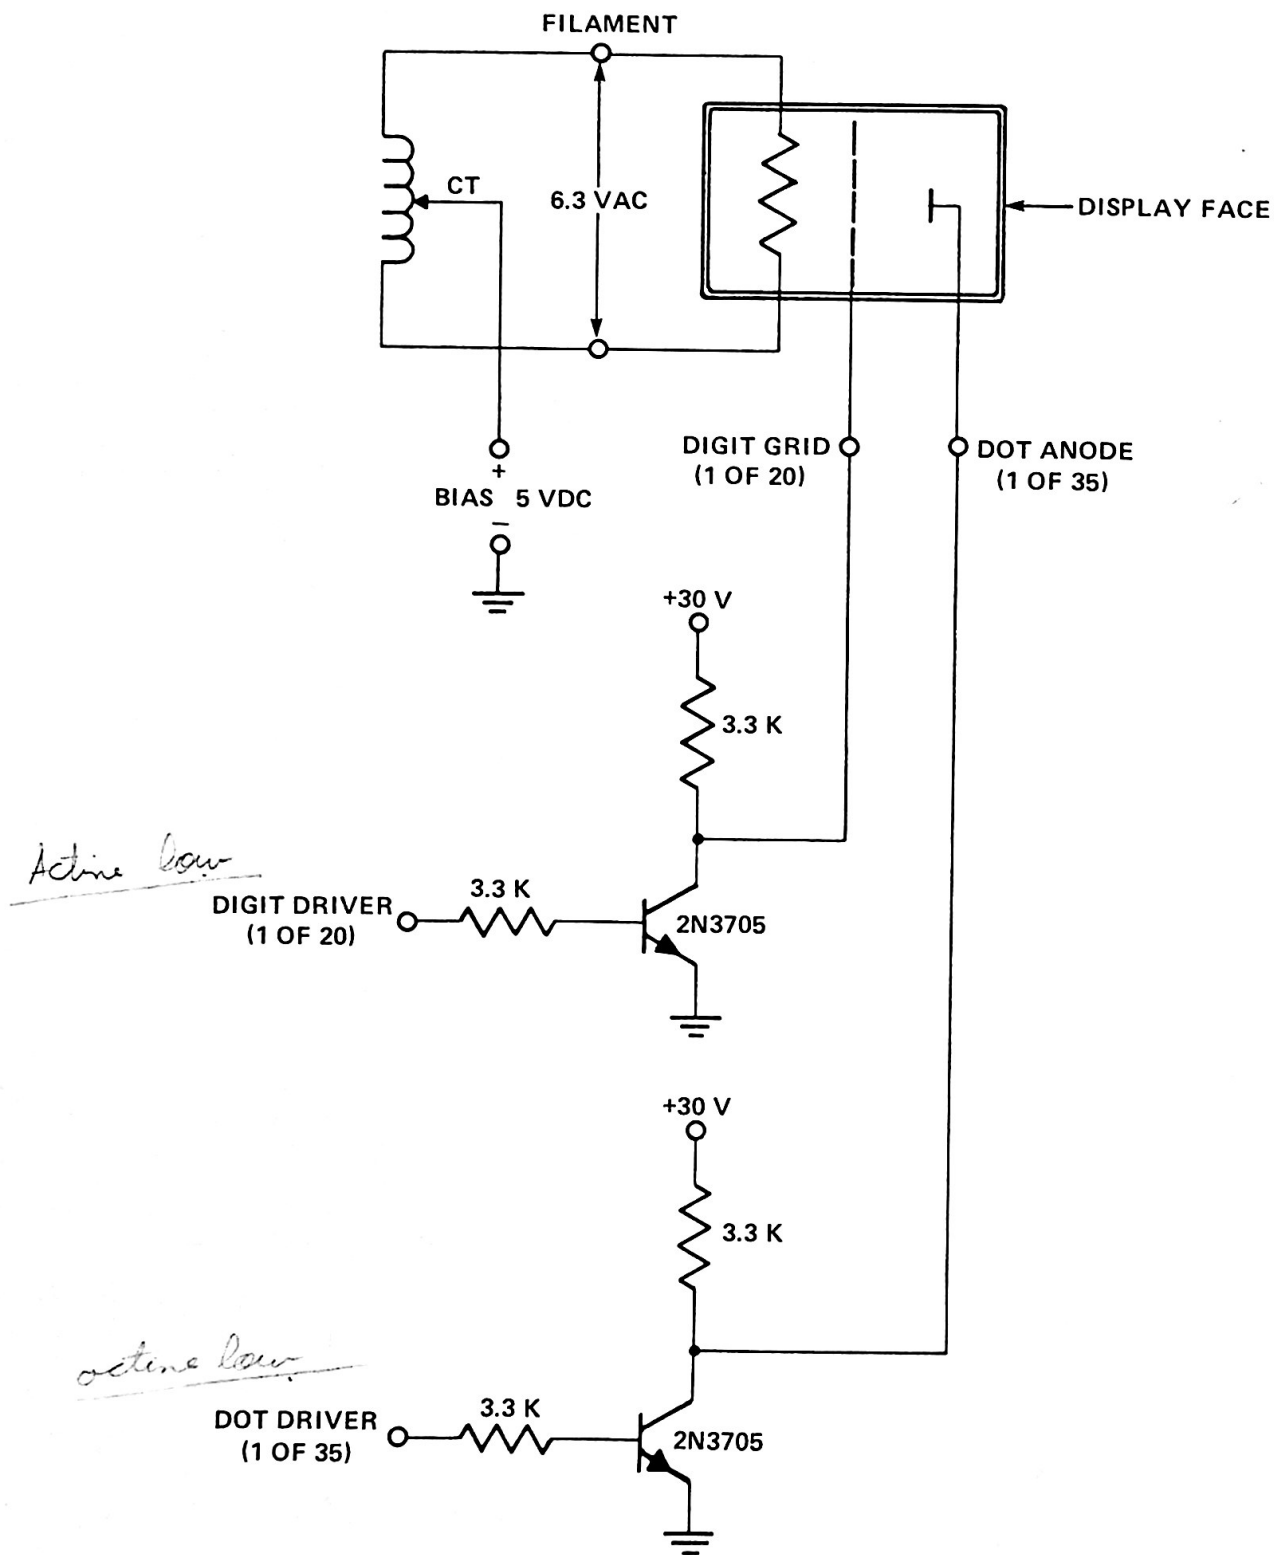 FILAMENT
CT
6.3 VAC
DISPLAY FACE
DIGIT GRID
(1 OF 20)
DOT ANODE
(1 OF 35)
+
BIAS 5 VDC
−
+30 V
3.3 K
Active low
DIGIT DRIVER
(1 OF 20)
3.3 K
2N3705
+30 V
3.3 K
active low
DOT DRIVER
(1 OF 35)
3.3 K
2N3705